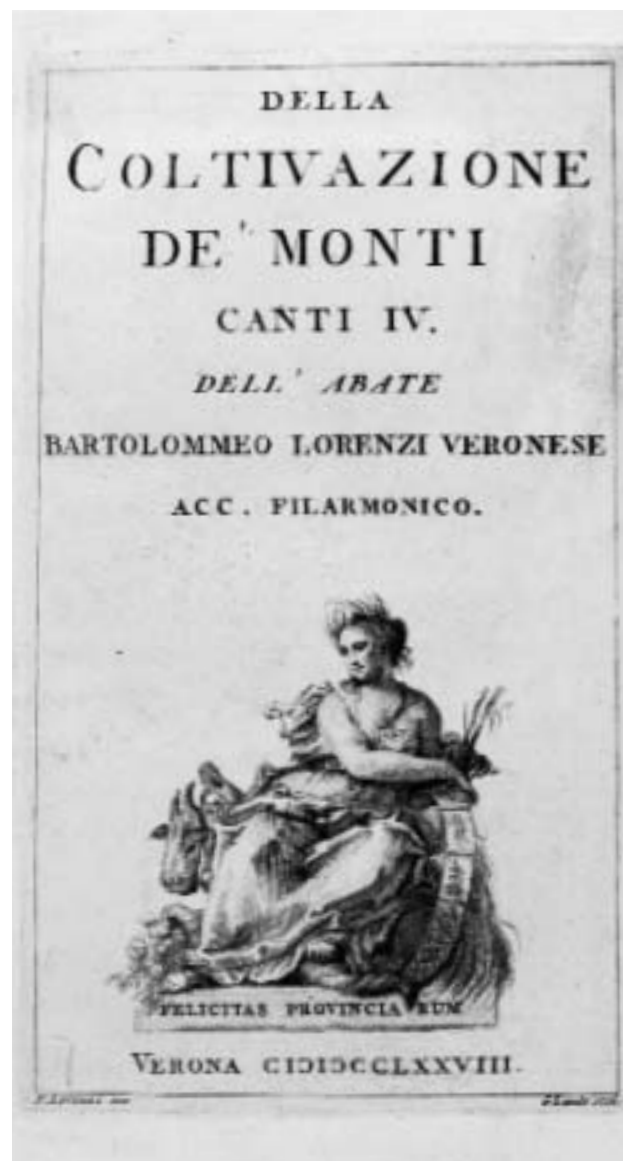 DELLA
COLTIVAZIONE
DE' MONTI
CANTI IV.
DELL' ABATE
BARTOLOMMEO LORENZI VERONESE
ACC. FILARMONICO.
FELICITAS PROVINCIARUM
VERONA CIƆIƆCCLXXVIII.